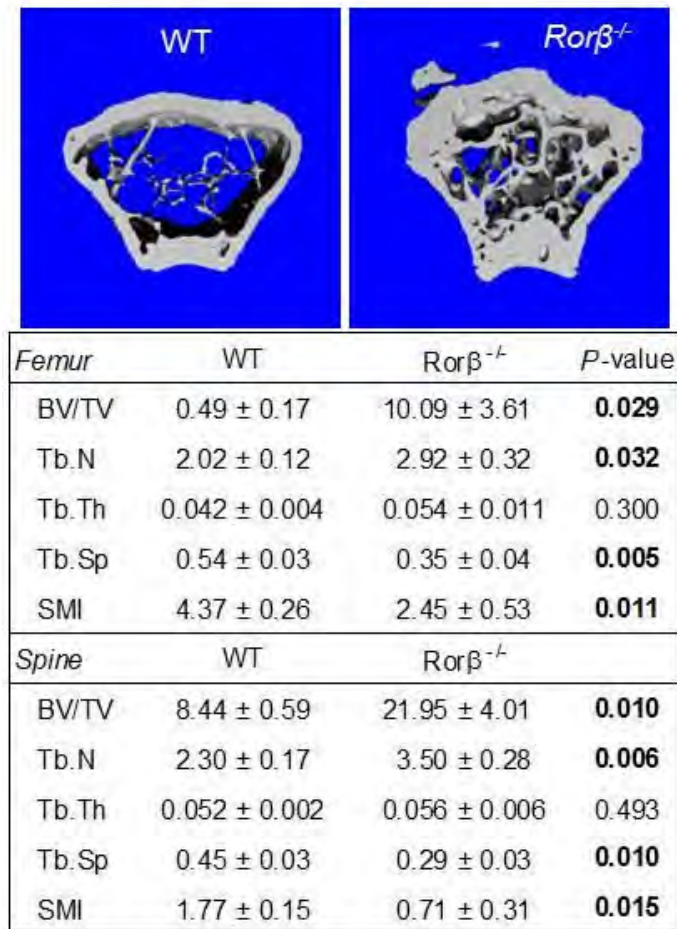 WT Rorβ-/-
Femur WT Rorβ-/- P-value
BV/TV 0.49 ± 0.17 10.09 ± 3.61 0.029
Tb.N 2.02 ± 0.12 2.92 ± 0.32 0.032
Tb.Th 0.042 ± 0.004 0.054 ± 0.011 0.300
Tb.Sp 0.54 ± 0.03 0.35 ± 0.04 0.005
SMI 4.37 ± 0.26 2.45 ± 0.53 0.011
Spine WT Rorβ-/-
BV/TV 8.44 ± 0.59 21.95 ± 4.01 0.010
Tb.N 2.30 ± 0.17 3.50 ± 0.28 0.006
Tb.Th 0.052 ± 0.002 0.056 ± 0.006 0.493
Tb.Sp 0.45 ± 0.03 0.29 ± 0.03 0.010
SMI 1.77 ± 0.15 0.71 ± 0.31 0.015